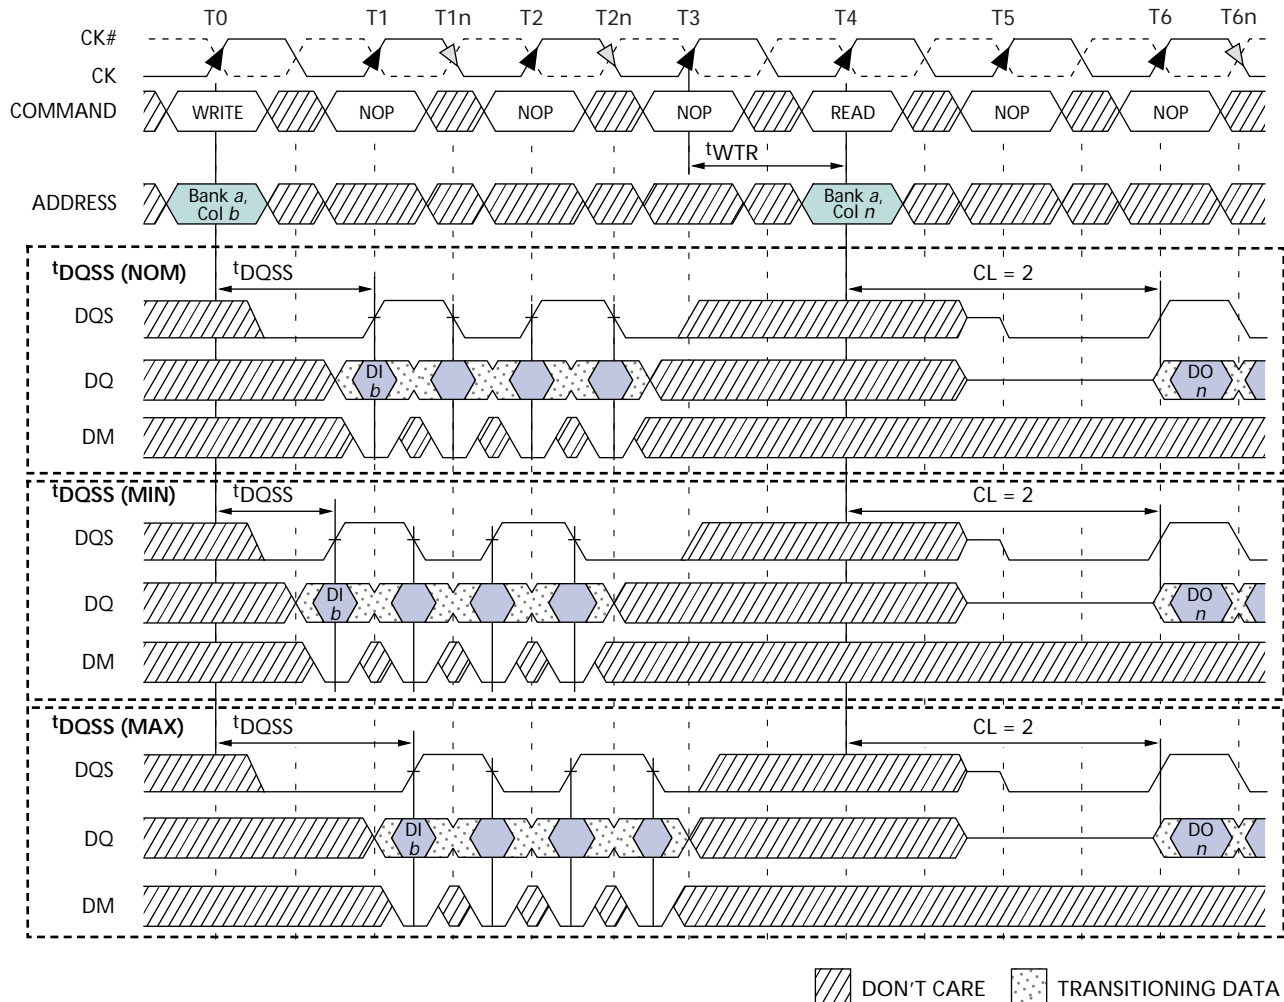 T0 T1 T1n T2 T2n T3 T4 T5 T6 T6n
CK#
CK
COMMAND WRITE NOP NOP NOP READ NOP NOP
tWTR
ADDRESS Bank a, Col b Bank a, Col n
tDQSS (NOM) tDQSS CL = 2
DQS
DQ DI b DO n
DM
tDQSS (MIN) tDQSS CL = 2
DQS
DQ DI b DO n
DM
tDQSS (MAX) tDQSS CL = 2
DQS
DQ DI b DO n
DM
DON'T CARE TRANSITIONING DATA